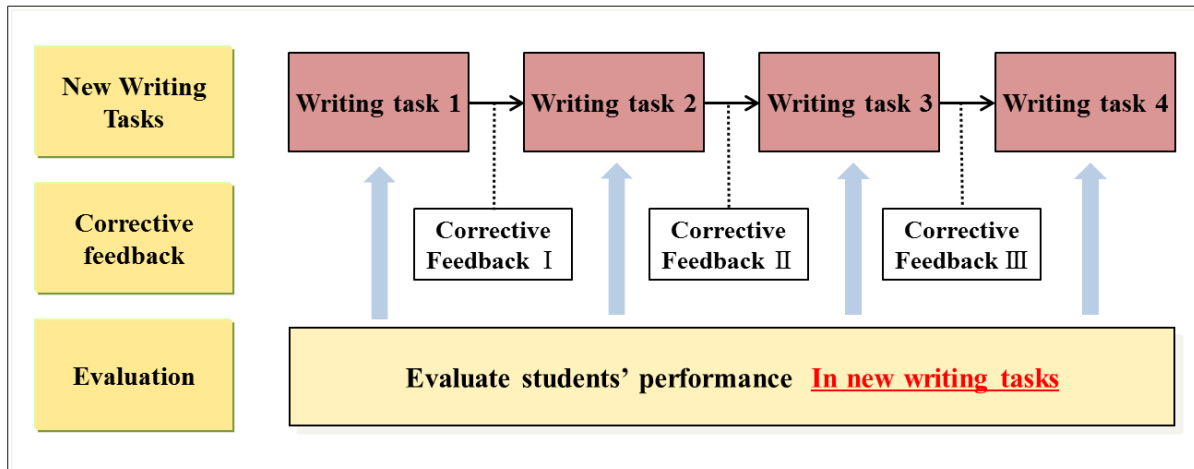 New Writing
Tasks
Writing task 1
Writing task 2
Writing task 3
Writing task 4
Corrective
feedback
Corrective
Feedback Ⅰ
Corrective
Feedback Ⅱ
Corrective
Feedback Ⅲ
Evaluation
Evaluate students’ performance In new writing tasks